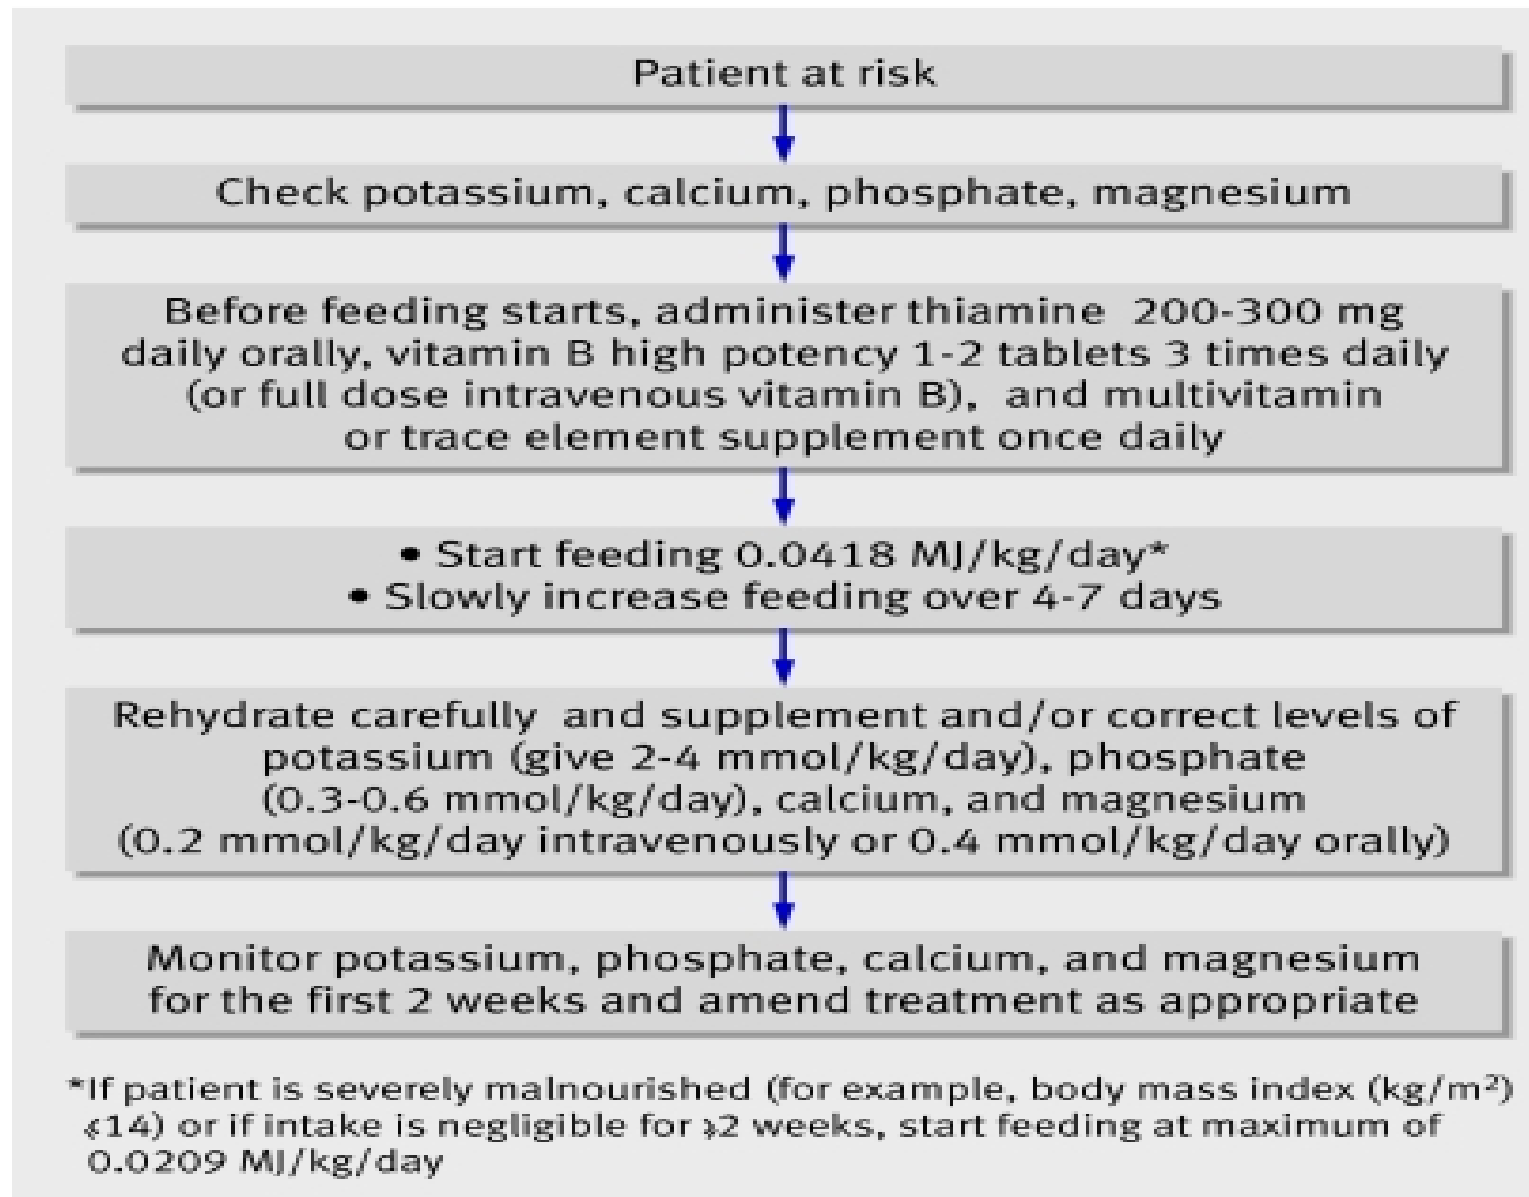 Patient at risk
Check potassium, calcium, phosphate, magnesium
Before feeding starts, administer thiamine 200-300 mg
daily orally, vitamin B high potency 1-2 tablets 3 times daily
(or full dose intravenous vitamin B), and multivitamin
or trace element supplement once daily
• Start feeding 0.0418 MJ/kg/day*
• Slowly increase feeding over 4-7 days
Rehydrate carefully and supplement and/or correct levels of
potassium (give 2-4 mmol/kg/day), phosphate
(0.3-0.6 mmol/kg/day), calcium, and magnesium
(0.2 mmol/kg/day intravenously or 0.4 mmol/kg/day orally)
Monitor potassium, phosphate, calcium, and magnesium
for the first 2 weeks and amend treatment as appropriate
*If patient is severely malnourished (for example, body mass index (kg/m²)
≤14) or if intake is negligible for ≥2 weeks, start feeding at maximum of
0.0209 MJ/kg/day